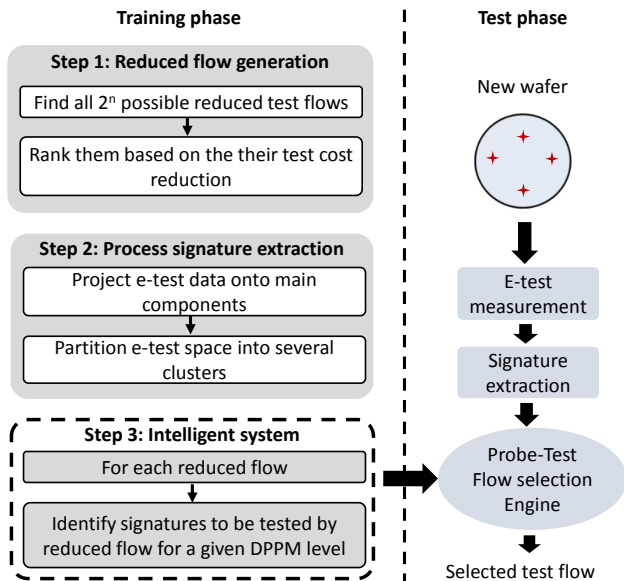 Training phase
Step 1: Reduced flow generation
Find all 2ⁿ possible reduced test flows
Rank them based on the their test cost
reduction
Step 2: Process signature extraction
Project e-test data onto main
components
Partition e-test space into several
clusters
Step 3: Intelligent system
For each reduced flow
Identify signatures to be tested by
reduced flow for a given DPPM level
Test phase
New wafer
E-test
measurement
Signature
extraction
Probe-Test
Flow selection
Engine
Selected test flow